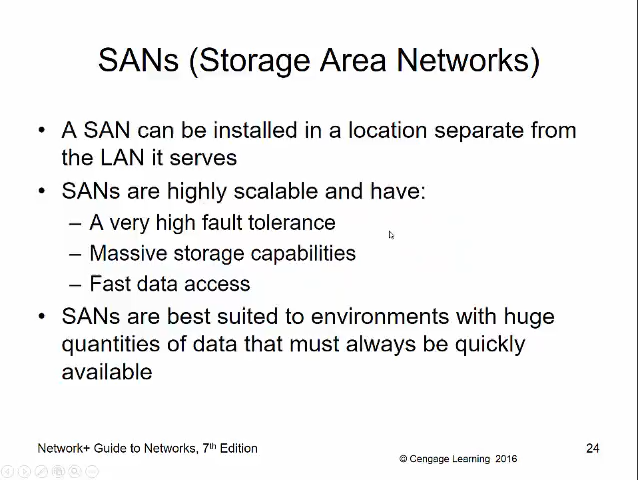 SANs (Storage Area Networks)
• A SAN can be installed in a location separate from
the LAN it serves
• SANs are highly scalable and have:
– A very high fault tolerance
– Massive storage capabilities
– Fast data access
• SANs are best suited to environments with huge
quantities of data that must always be quickly
available
Network+ Guide to Networks, 7th Edition
© Cengage Learning 2016
24